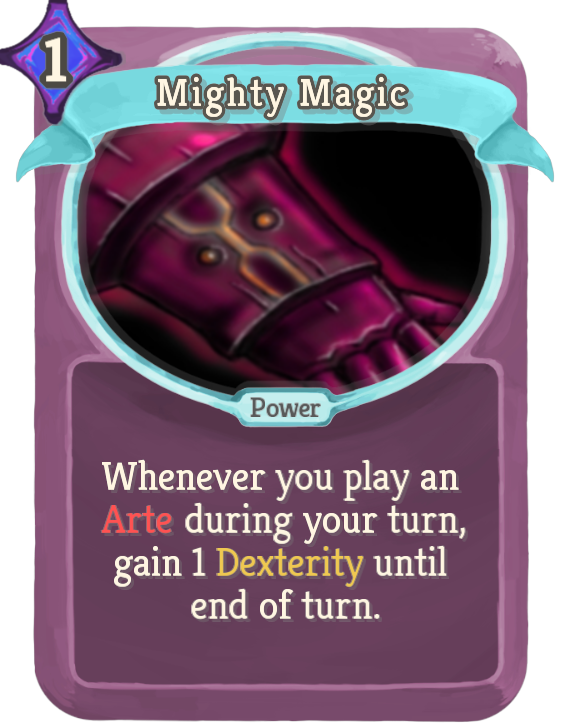 1
Mighty Magic
Power
Whenever you play an
Arte during your turn,
gain 1 Dexterity until
end of turn.